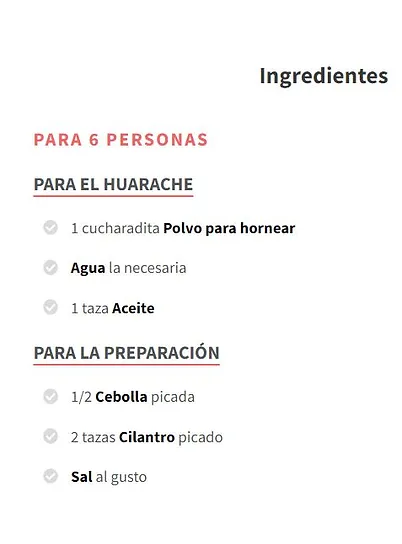 Ingredientes
PARA 6 PERSONAS
PARA EL HUARACHE
1 cucharadita Polvo para hornear
Agua la necesaria
1 taza Aceite
PARA LA PREPARACIÓN
1/2 Cebolla picada
2 tazas Cilantro picado
Sal al gusto